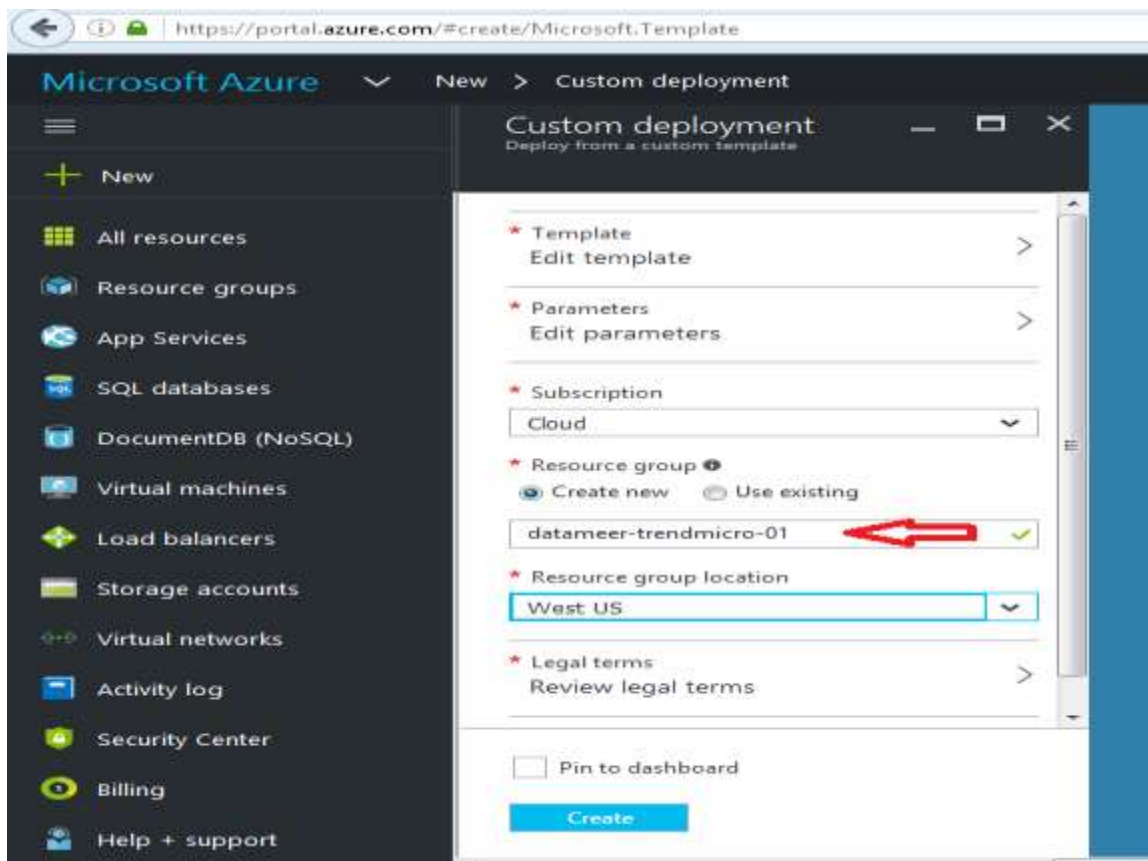 https://portal.azure.com/#create/Microsoft.Template
Microsoft Azure New > Custom deployment
Custom deployment
Deploy from a custom template
New
All resources
Resource groups
App Services
SQL databases
DocumentDB (NoSQL)
Virtual machines
Load balancers
Storage accounts
Virtual networks
Activity log
Security Center
Billing
Help + support
* Template
Edit template
* Parameters
Edit parameters
* Subscription
Cloud
* Resource group
Create new Use existing
datameer-trendmicro-01
* Resource group location
West US
* Legal terms
Review legal terms
Pin to dashboard
Create